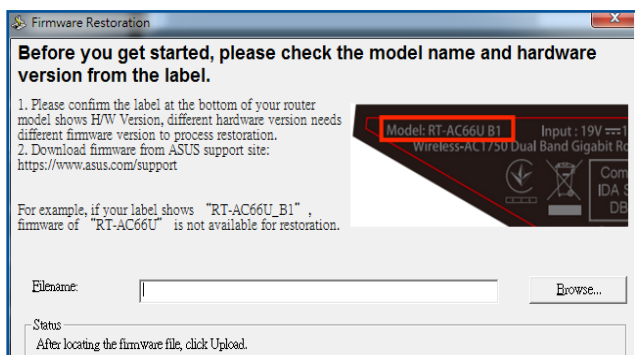 Firmware Restoration
Before you get started, please check the model name and hardware
version from the label.
1. Please confirm the label at the bottom of your router
model shows H/W Version, different hardware version needs
different firmware version to process restoration.
2. Download firmware from ASUS support site:
https://www.asus.com/support
For example, if your label shows “RT-AC66U_B1”,
firmware of “RT-AC66U” is not available for restoration.
Model: RT-AC66U B1 Input : 19V
Wireless-AC1750 Dual Band Gigabit
Com
IDA S
DB
Filename:
Browse...
Status
After locating the firmware file, click Upload.